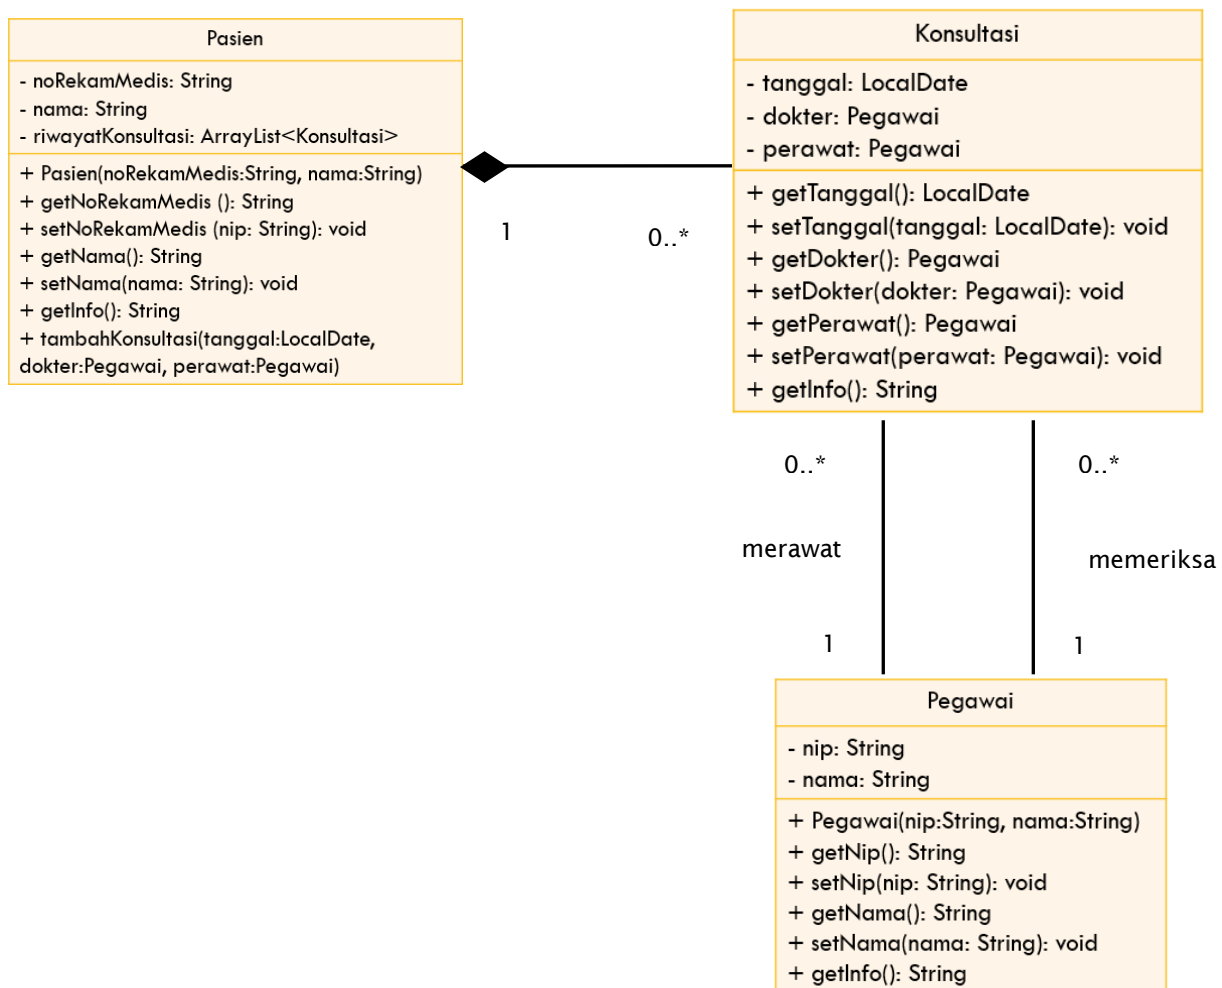 Pasien
- noRekamMedis: String
- nama: String
- riwayatKonsultasi: ArrayList<Konsultasi>
+ Pasien(noRekamMedis:String, nama:String)
+ getNoRekamMedis (): String
+ setNoRekamMedis (nip: String): void
+ getNama(): String
+ setNama(nama: String): void
+ getInfo(): String
+ tambahKonsultasi(tanggal:LocalDate,
dokter:Pegawai, perawat:Pegawai)
1
0..*
Konsultasi
- tanggal: LocalDate
- dokter: Pegawai
- perawat: Pegawai
+ getTanggal(): LocalDate
+ setTanggal(tanggal: LocalDate): void
+ getDokter(): Pegawai
+ setDokter(dokter: Pegawai): void
+ getPerawat(): Pegawai
+ setPerawat(perawat: Pegawai): void
+ getInfo(): String
0..*
0..*
merawat
memeriksa
1
1
Pegawai
- nip: String
- nama: String
+ Pegawai(nip:String, nama:String)
+ getNip(): String
+ setNip(nip: String): void
+ getNama(): String
+ setNama(nama: String): void
+ getInfo(): String